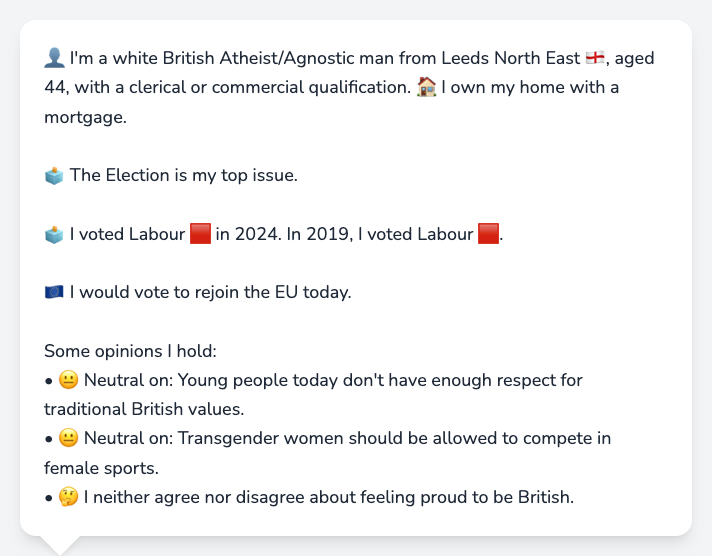 👤 I'm a white British Atheist/Agnostic man from Leeds North East 🏴󠁧󠁢󠁥󠁮󠁧󠁿, aged
44, with a clerical or commercial qualification. 🏠 I own my home with a
mortgage.
🗳️ The Election is my top issue.
🗳️ I voted Labour 🟥 in 2024. In 2019, I voted Labour 🟥.
🇪🇺 I would vote to rejoin the EU today.
Some opinions I hold:
• 😐 Neutral on: Young people today don't have enough respect for
traditional British values.
• 😐 Neutral on: Transgender women should be allowed to compete in
female sports.
• 🤔 I neither agree nor disagree about feeling proud to be British.